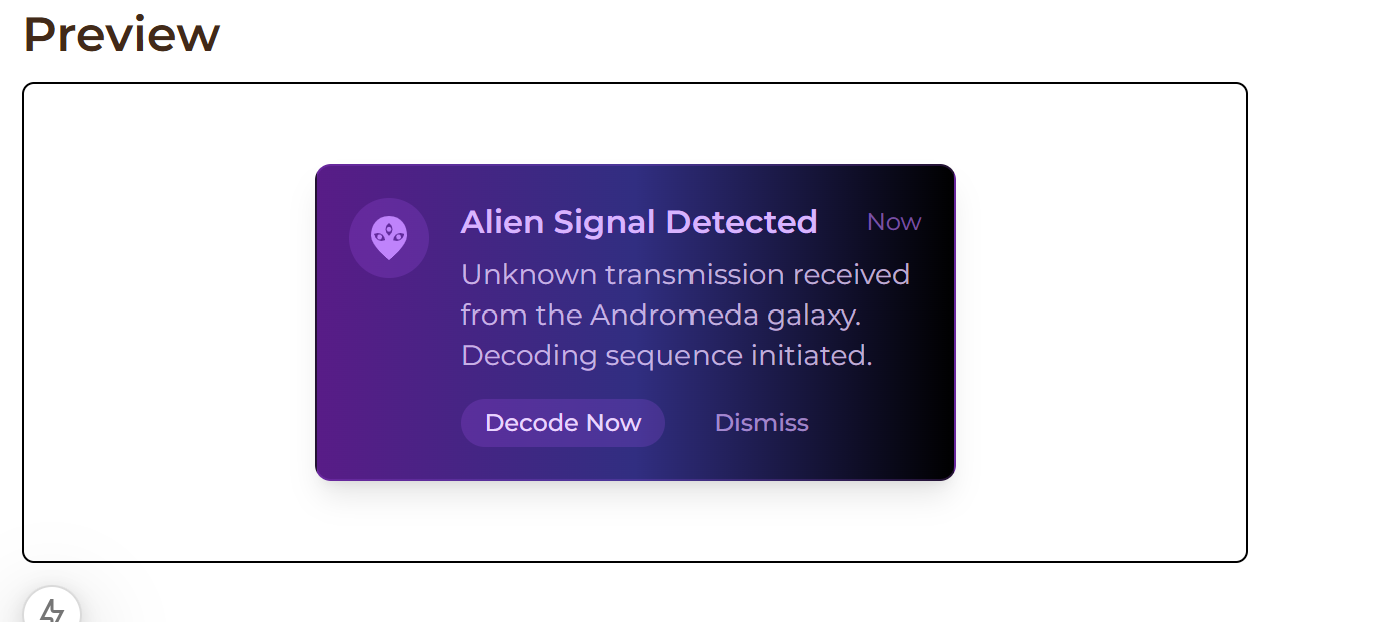 Preview
Alien Signal Detected
Now
Unknown transmission received
from the Andromeda galaxy.
Decoding sequence initiated.
Decode Now
Dismiss